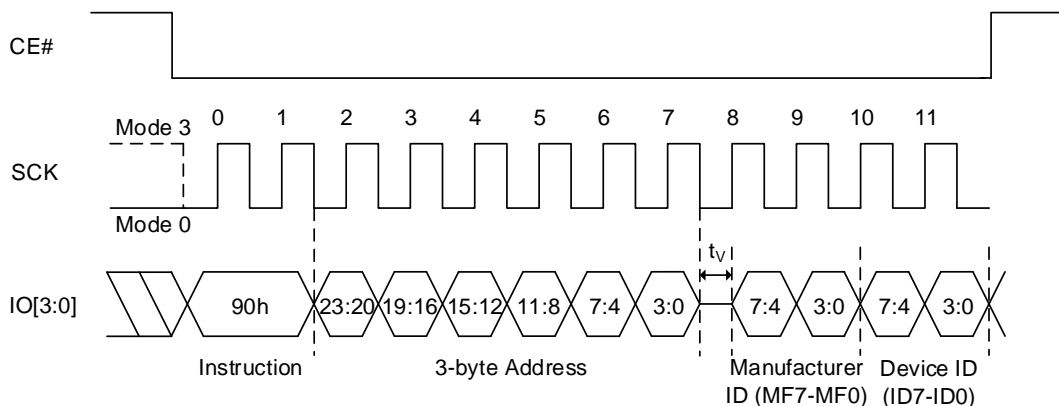 CE#
0 1 2 3 4 5 6 7 8 9 10 11
Mode 3
SCK
Mode 0
tV
IO[3:0] 90h 23:20 19:16 15:12 11:8 7:4 3:0 7:4 3:0 7:4 3:0
Instruction 3-byte Address Manufacturer Device ID
ID (MF7-MF0) (ID7-ID0)